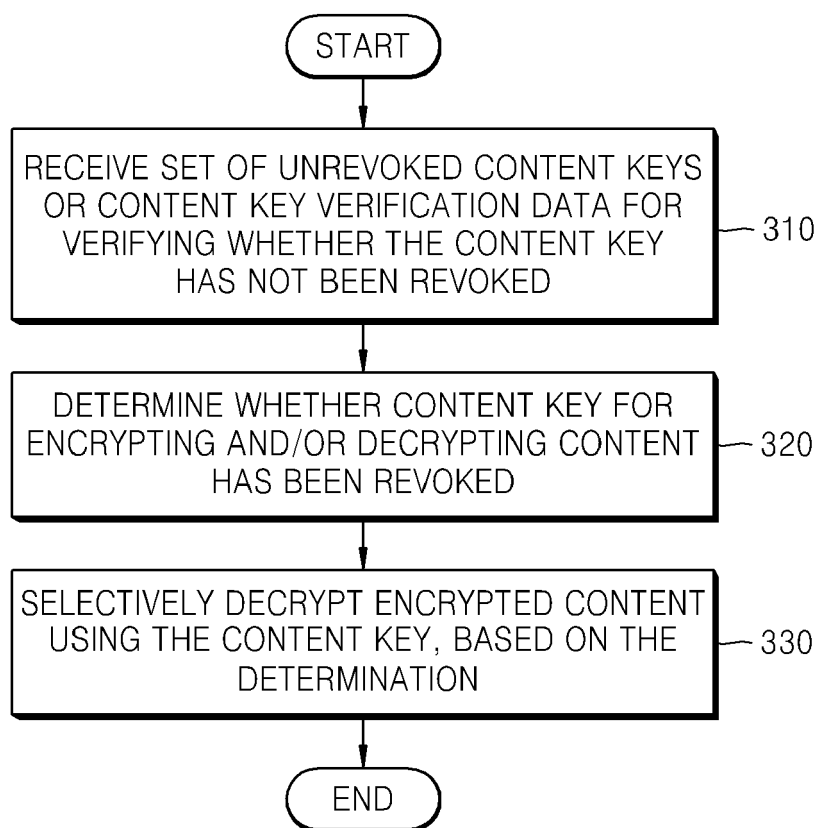 START
RECEIVE SET OF UNREVOKED CONTENT KEYS
OR CONTENT KEY VERIFICATION DATA FOR
VERIFYING WHETHER THE CONTENT KEY
HAS NOT BEEN REVOKED
310
DETERMINE WHETHER CONTENT KEY FOR
ENCRYPTING AND/OR DECRYPTING CONTENT
HAS BEEN REVOKED
320
SELECTIVELY DECRYPT ENCRYPTED CONTENT
USING THE CONTENT KEY, BASED ON THE
DETERMINATION
330
END